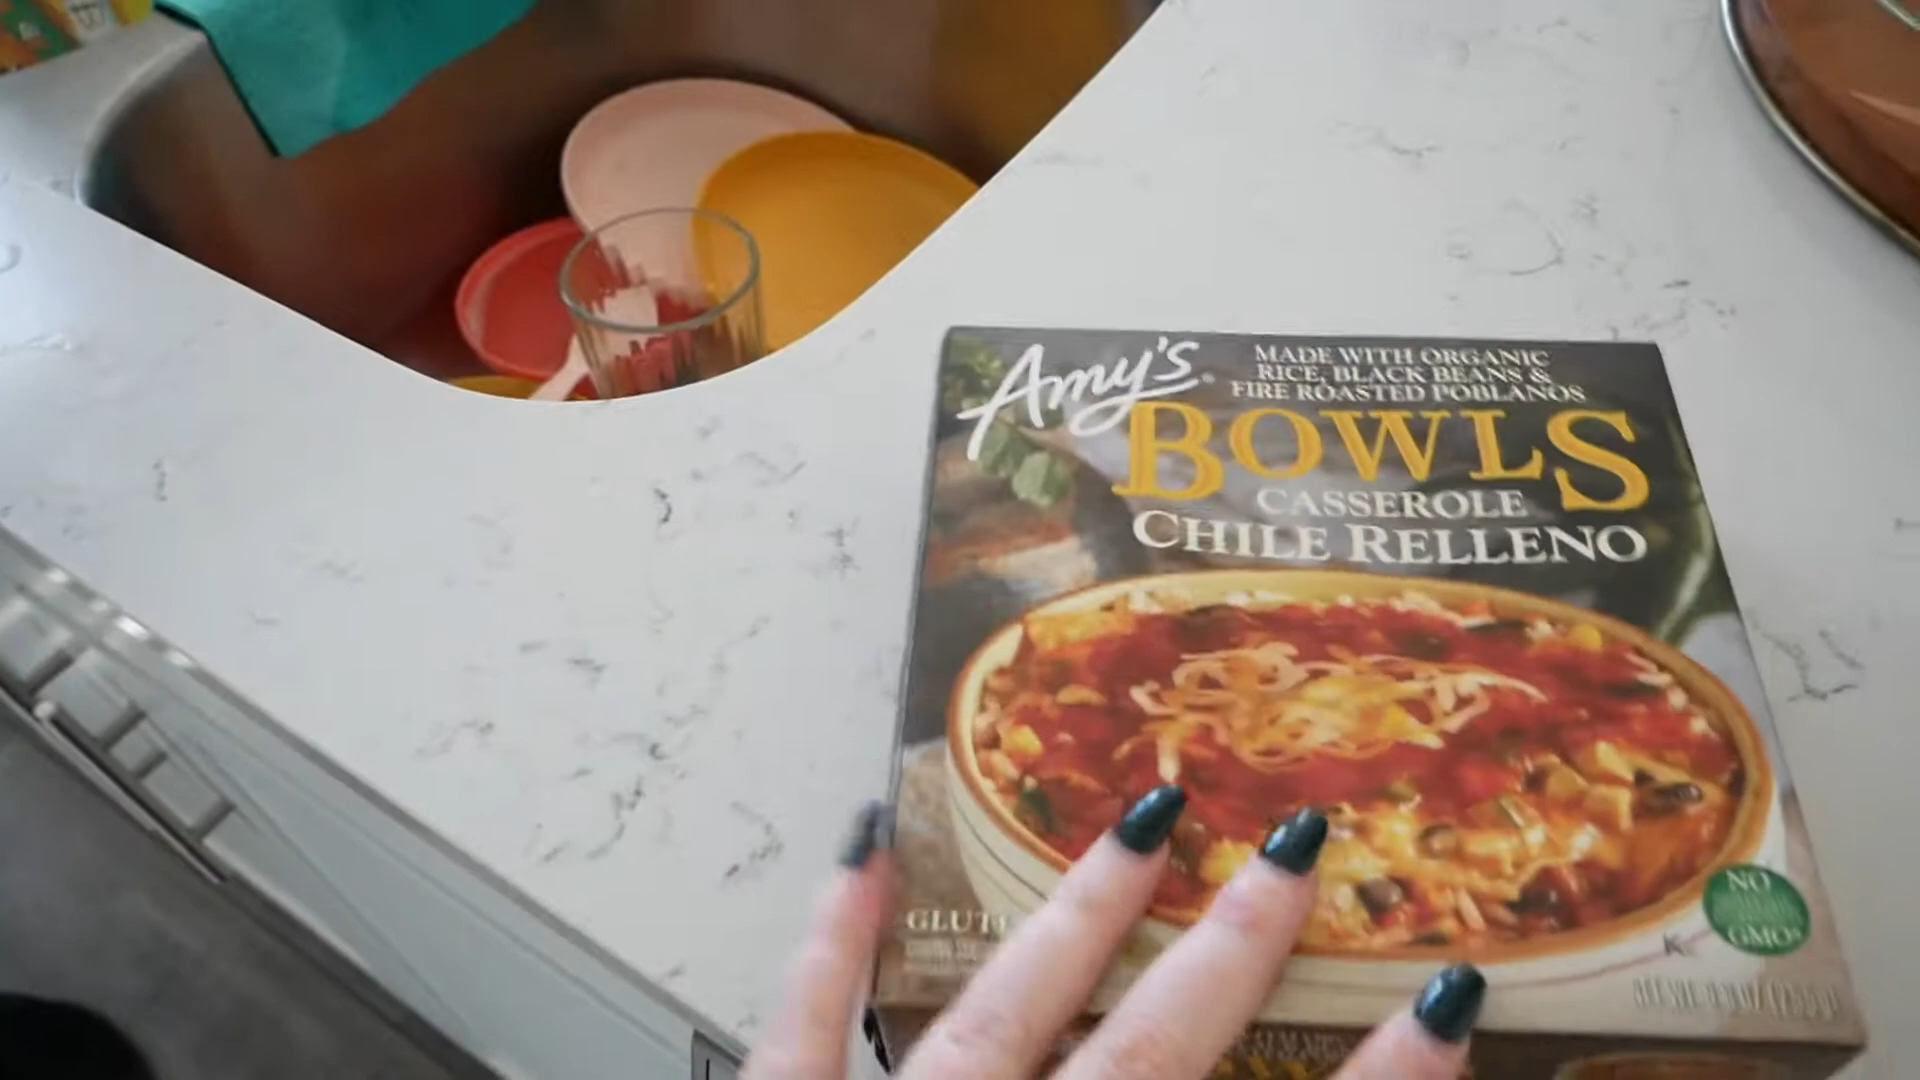 Amy's
MADE WITH ORGANIC
RICE, BLACK BEANS &
FIRE ROASTED POBLANOS
BOWLS
CASSEROLE
CHILE RELLENO
NO
GMOs
K